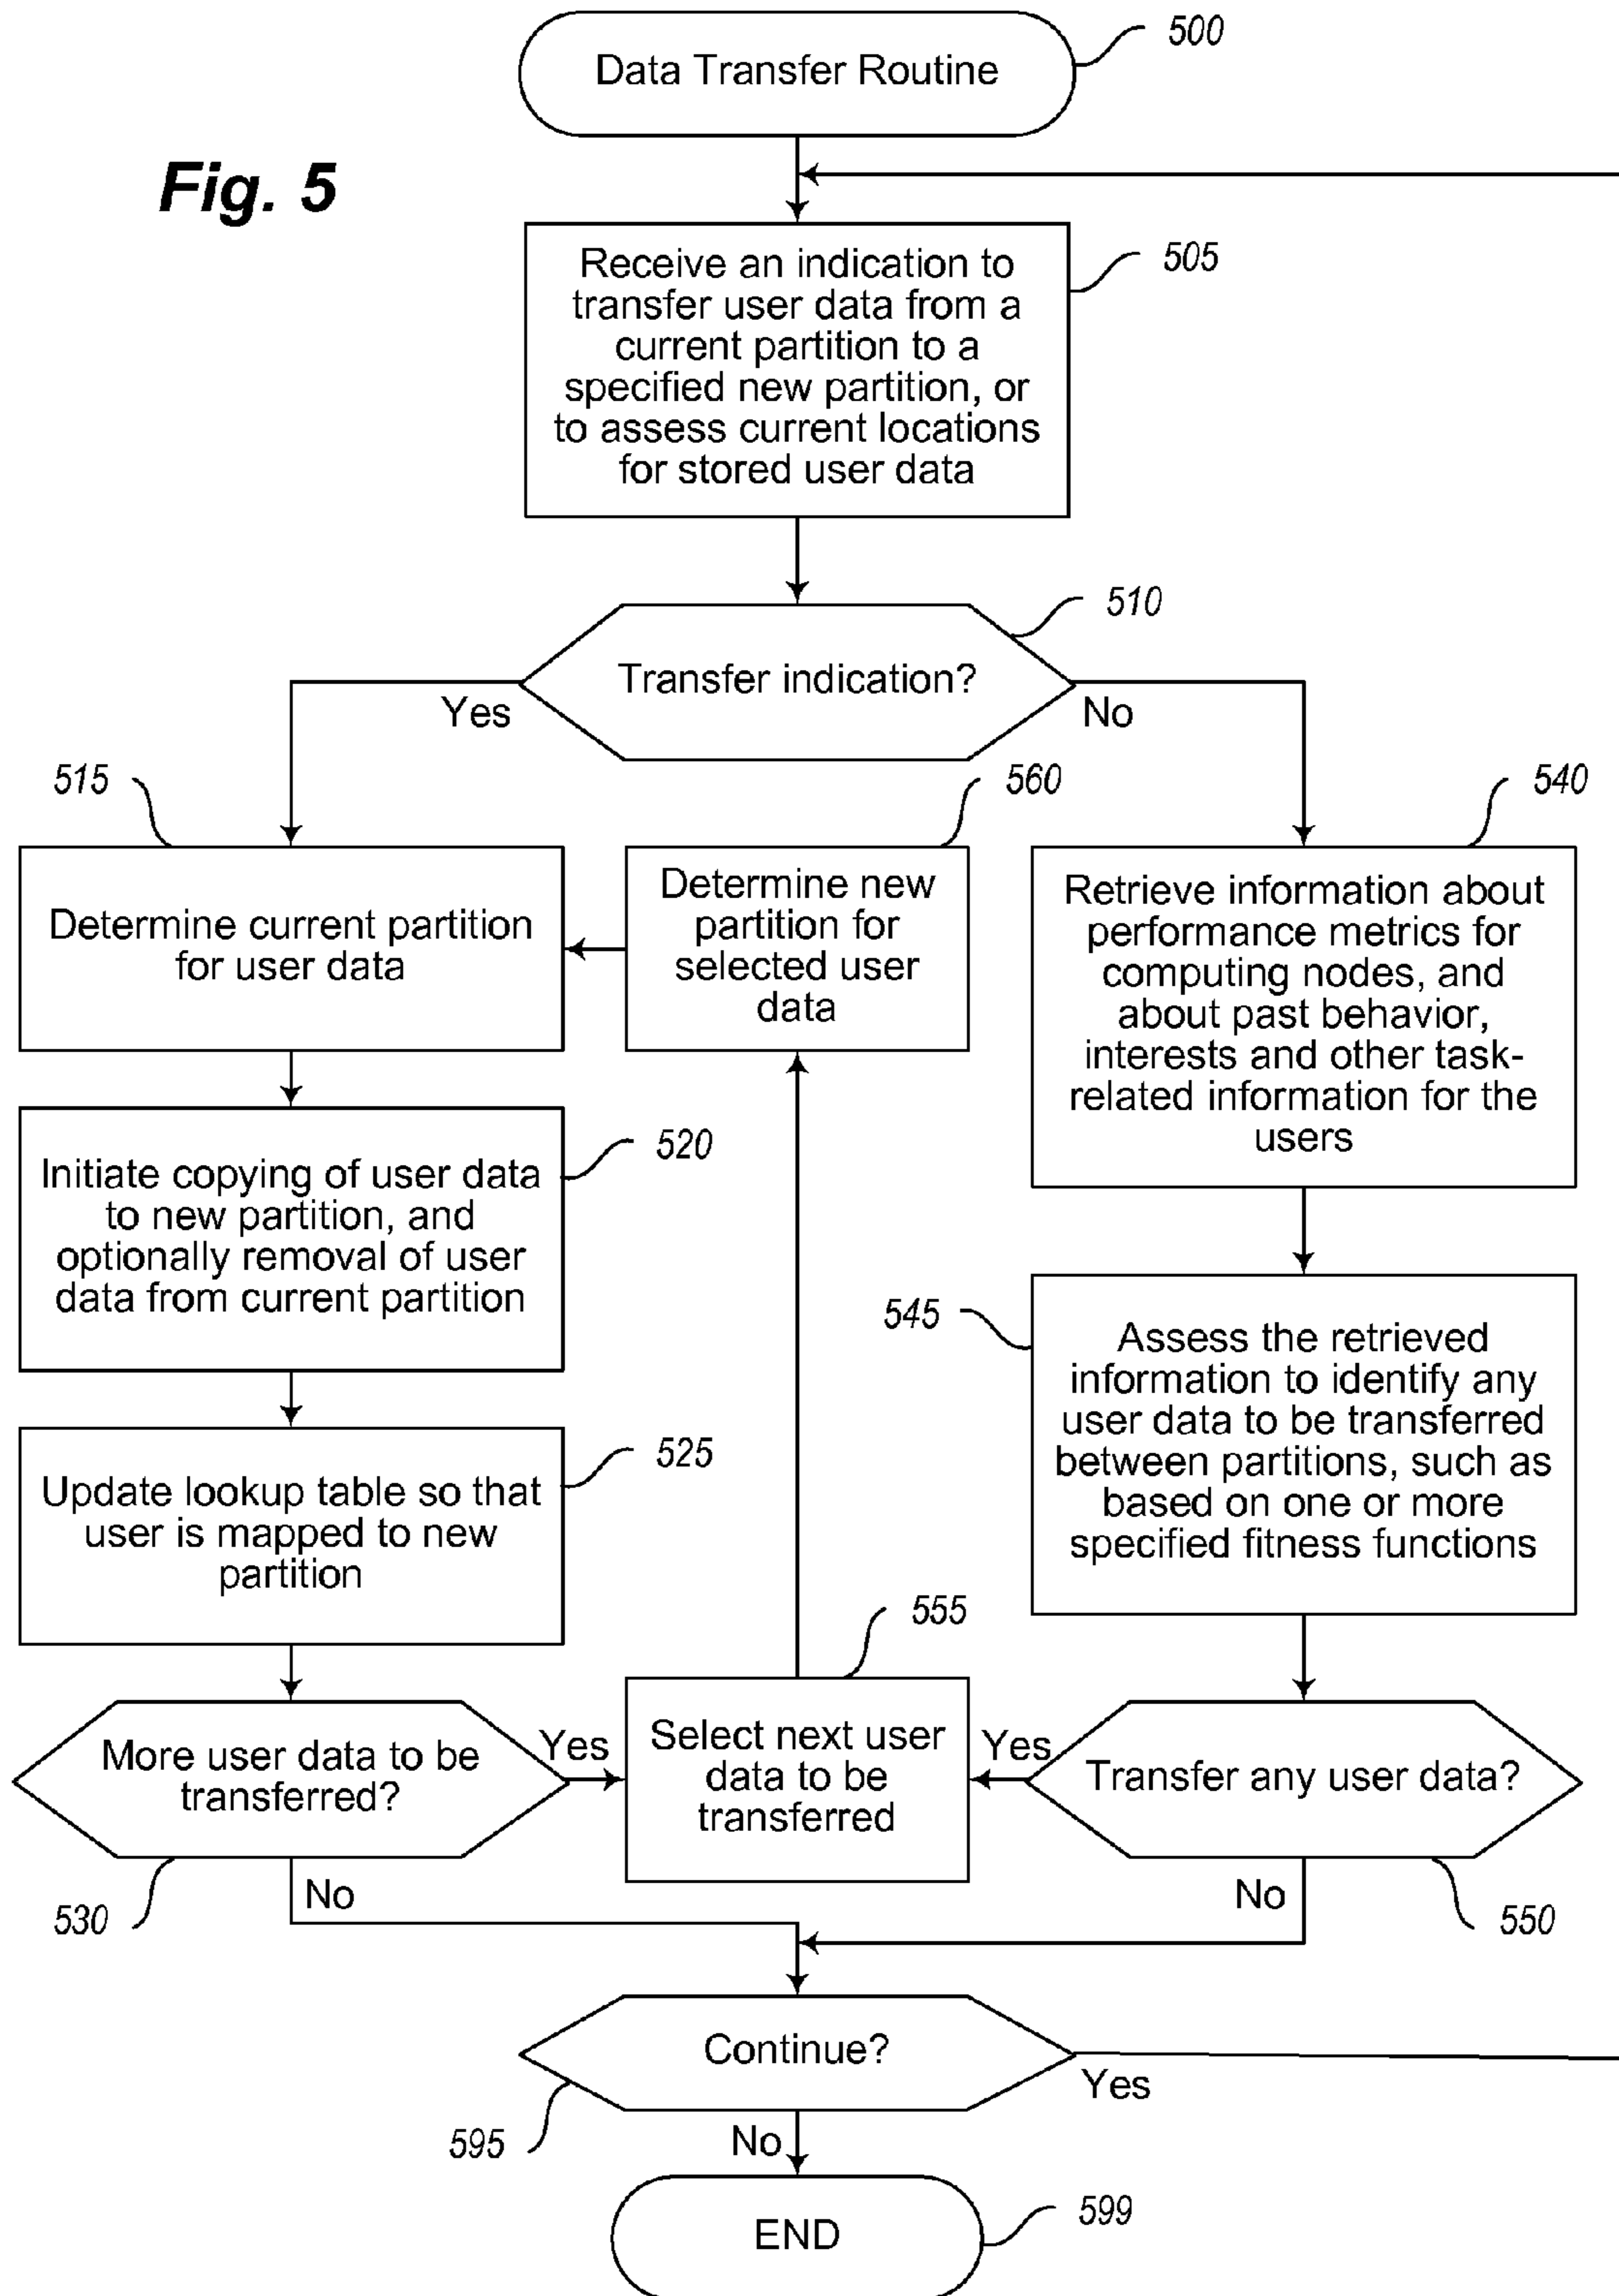 Data Transfer Routine
500
Fig. 5
Receive an indication to
transfer user data from a
current partition to a
specified new partition, or
to assess current locations
for stored user data
505
Transfer indication?
510
Yes
No
515
Determine current partition
for user data
560
Determine new
partition for
selected user
data
540
Retrieve information about
performance metrics for
computing nodes, and
about past behavior,
interests and other task-
related information for the
users
Initiate copying of user data
to new partition, and
optionally removal of user
data from current partition
520
545
Assess the retrieved
information to identify any
user data to be transferred
between partitions, such as
based on one or more
specified fitness functions
Update lookup table so that
user is mapped to new
partition
525
More user data to be
transferred?
Yes
530
No
555
Select next user
data to be
transferred
Yes
Transfer any user data?
No
550
Continue?
595
Yes
No
END
599